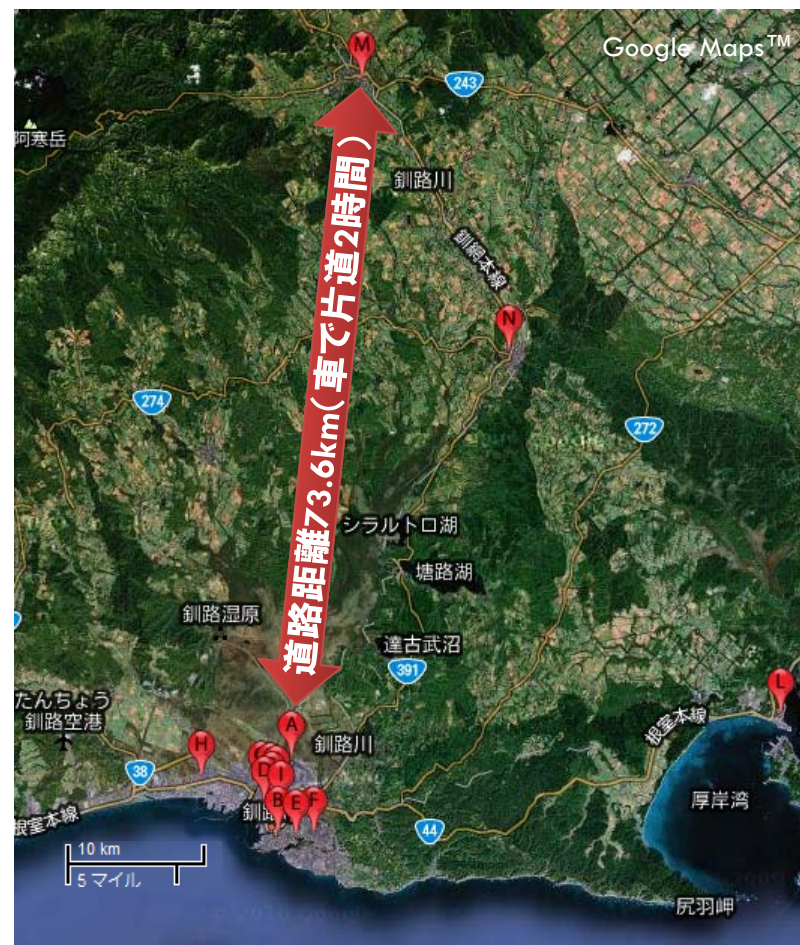 Google Maps™
M
243
阿寒岳
釧路川
釧網本線
N
道路距離73.6km(車で片道2時間)
274
272
シラルトロ湖
塘路湖
釧路湿原
達古武沼
391
L
たんちょう
釧路空港
A
H
釧路川
根室本線
D
I
38
B
E
F
釧路
厚岸湾
根室本線
44
10 km
5 マイル
尻羽岬